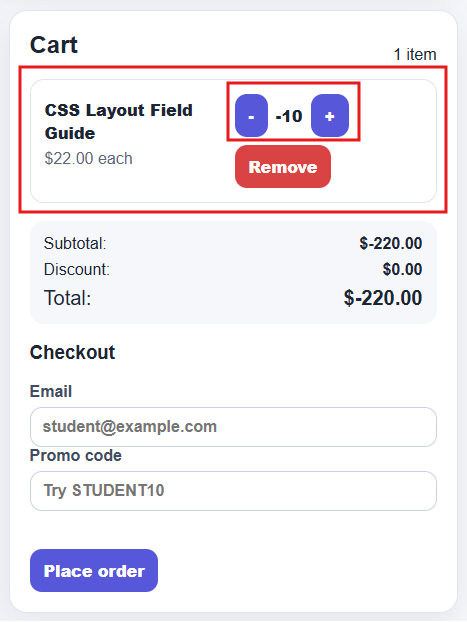 Cart
1 item
CSS Layout Field
Guide
$22.00 each
- -10 +
Remove
Subtotal: $-220.00
Discount: $0.00
Total: $-220.00
Checkout
Email
student@example.com
Promo code
Try STUDENT10
Place order